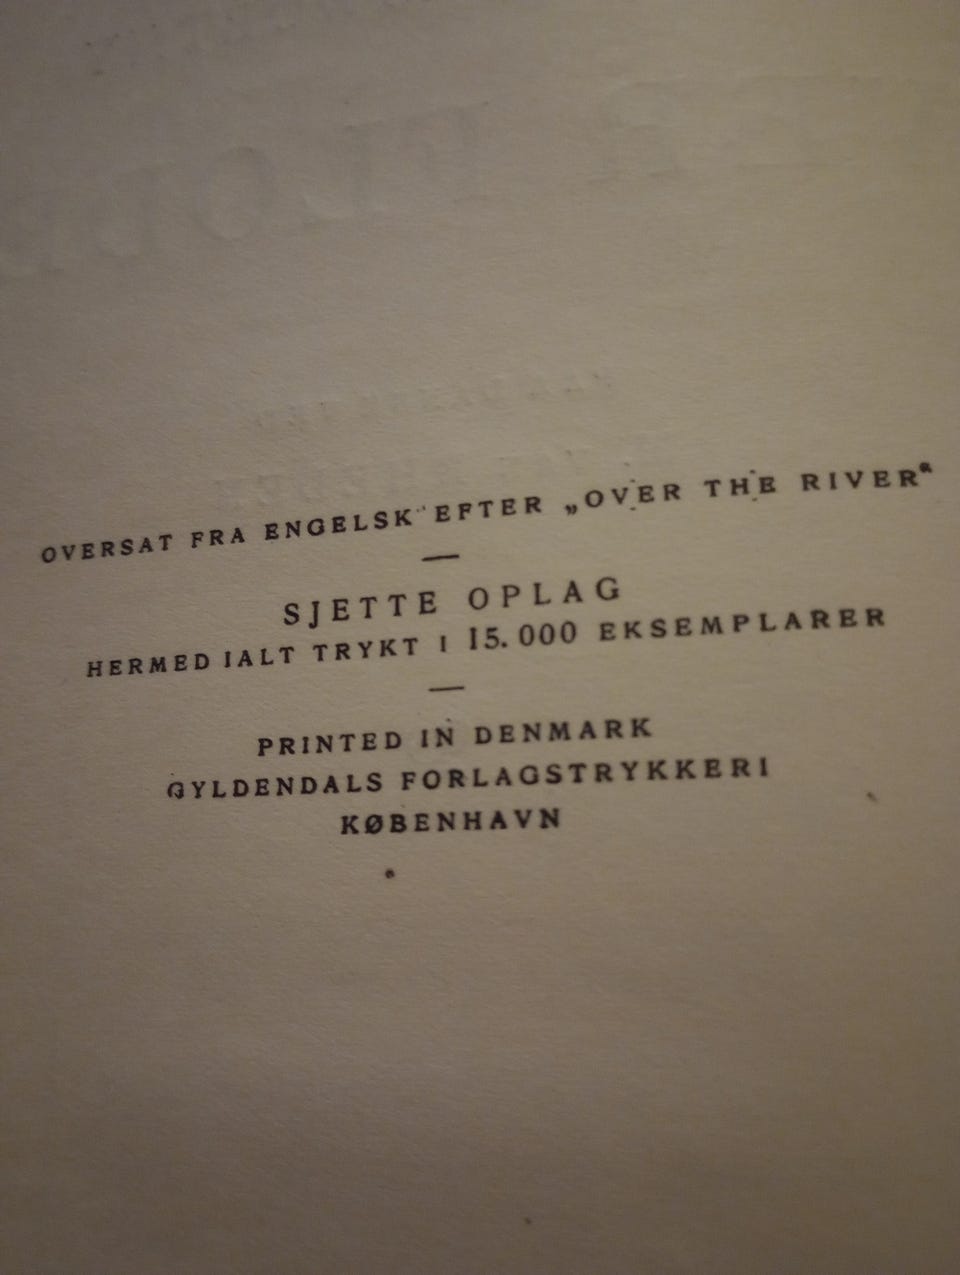 OVERSAT FRA ENGELSK EFTER „OVER THE RIVER“
SJETTE OPLAG
HERMED IALT TRYKT I 15.000 EKSEMPLARER
PRINTED IN DENMARK
GYLDENDALS FORLAGSTRYKKERI
KØBENHAVN